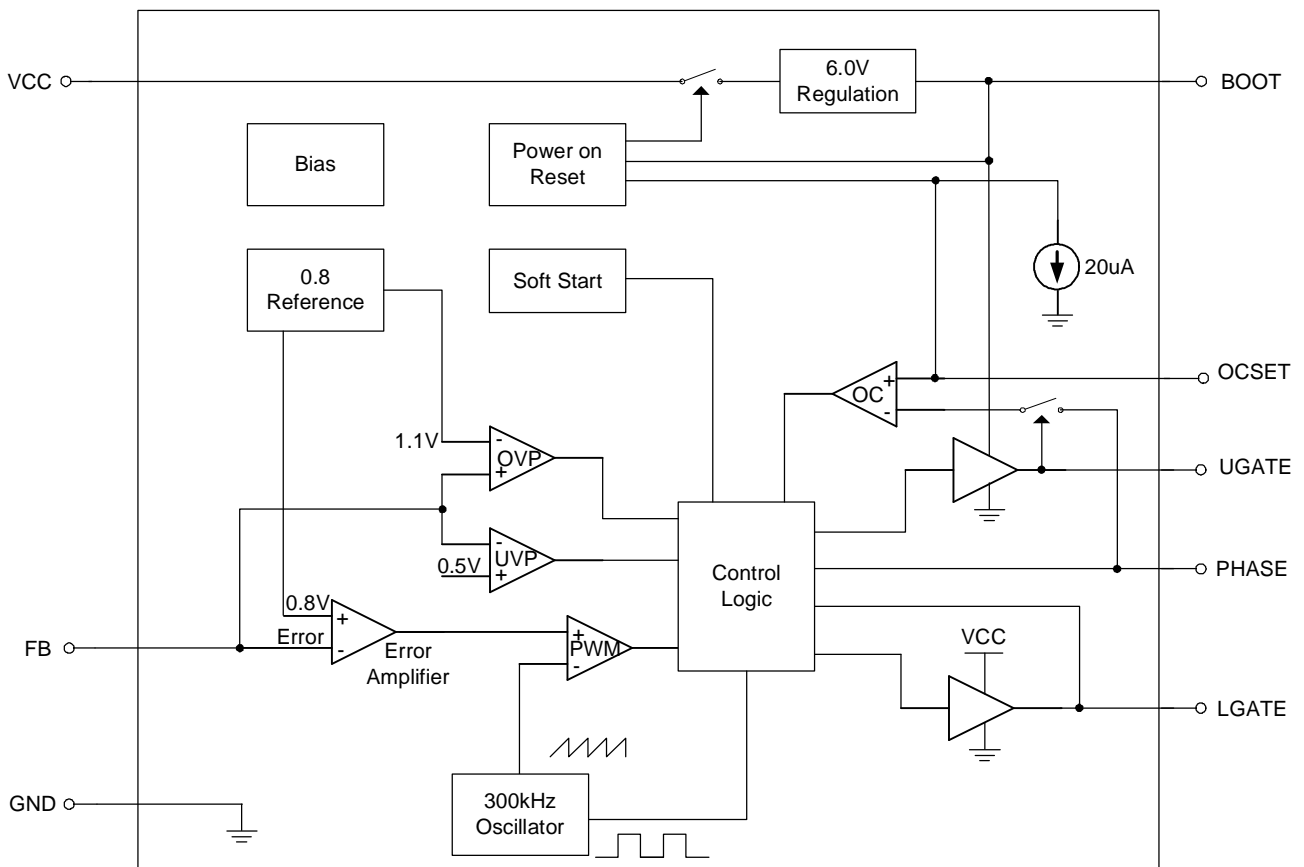 VCC
6.0V
Regulation
BOOT
Bias
Power on
Reset
0.8
Reference
Soft Start
20uA
OC
+
-
OCSET
1.1V
-
OVP
+
UGATE
-
UVP
0.5V
+
Control
Logic
PHASE
0.8V
+
Error
-
Error
Amplifier
+
PWM
-
FB
VCC
LGATE
300kHz
Oscillator
GND